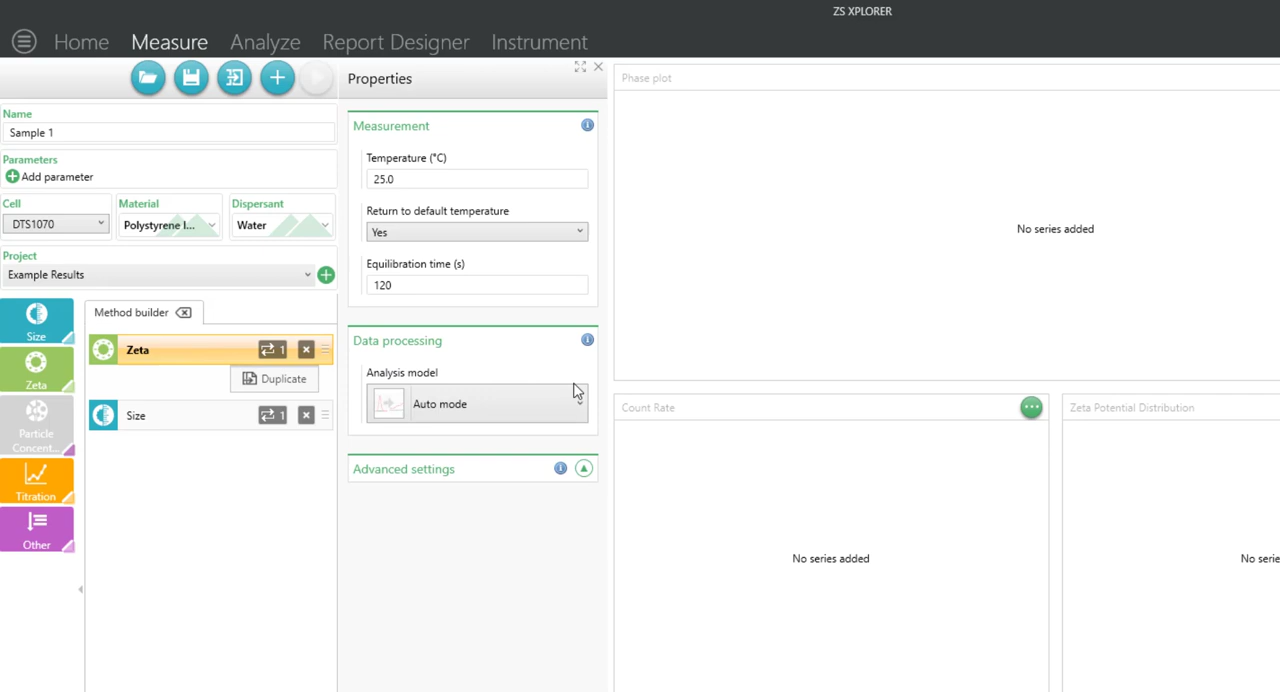 ZS XPLORER
Home Measure Analyze Report Designer Instrument
Name
Sample 1
Parameters
Add parameter
Cell Material Dispersant
DTS1070 Polystyrene l... Water
Project
Example Results
Size
Zeta
Particle
Concent...
Titration
Other
Method builder
Zeta 1
Duplicate
Size 1
Properties
Measurement
Temperature (°C)
25.0
Return to default temperature
Yes
Equilibration time (s)
120
Data processing
Analysis model
Auto mode
Advanced settings
Phase plot
No series added
Count Rate
No series added
Zeta Potential Distribution
No serie